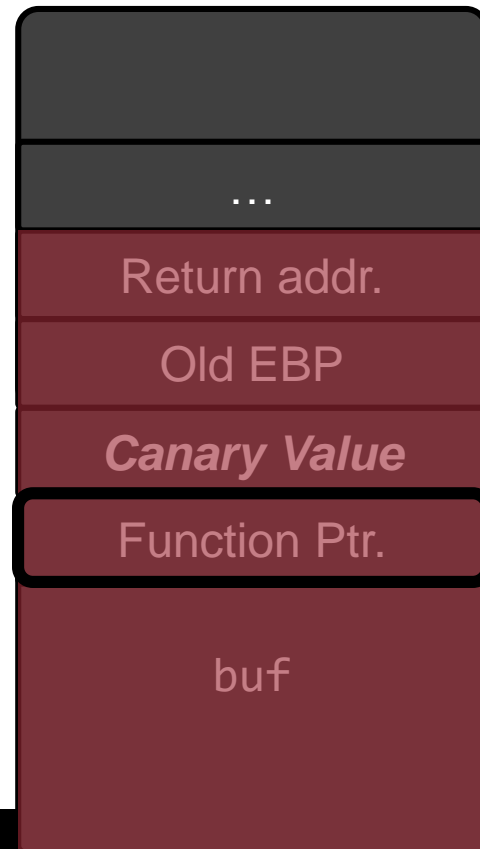 ...
Return addr.
Old EBP
Canary Value
Function Ptr.
buf